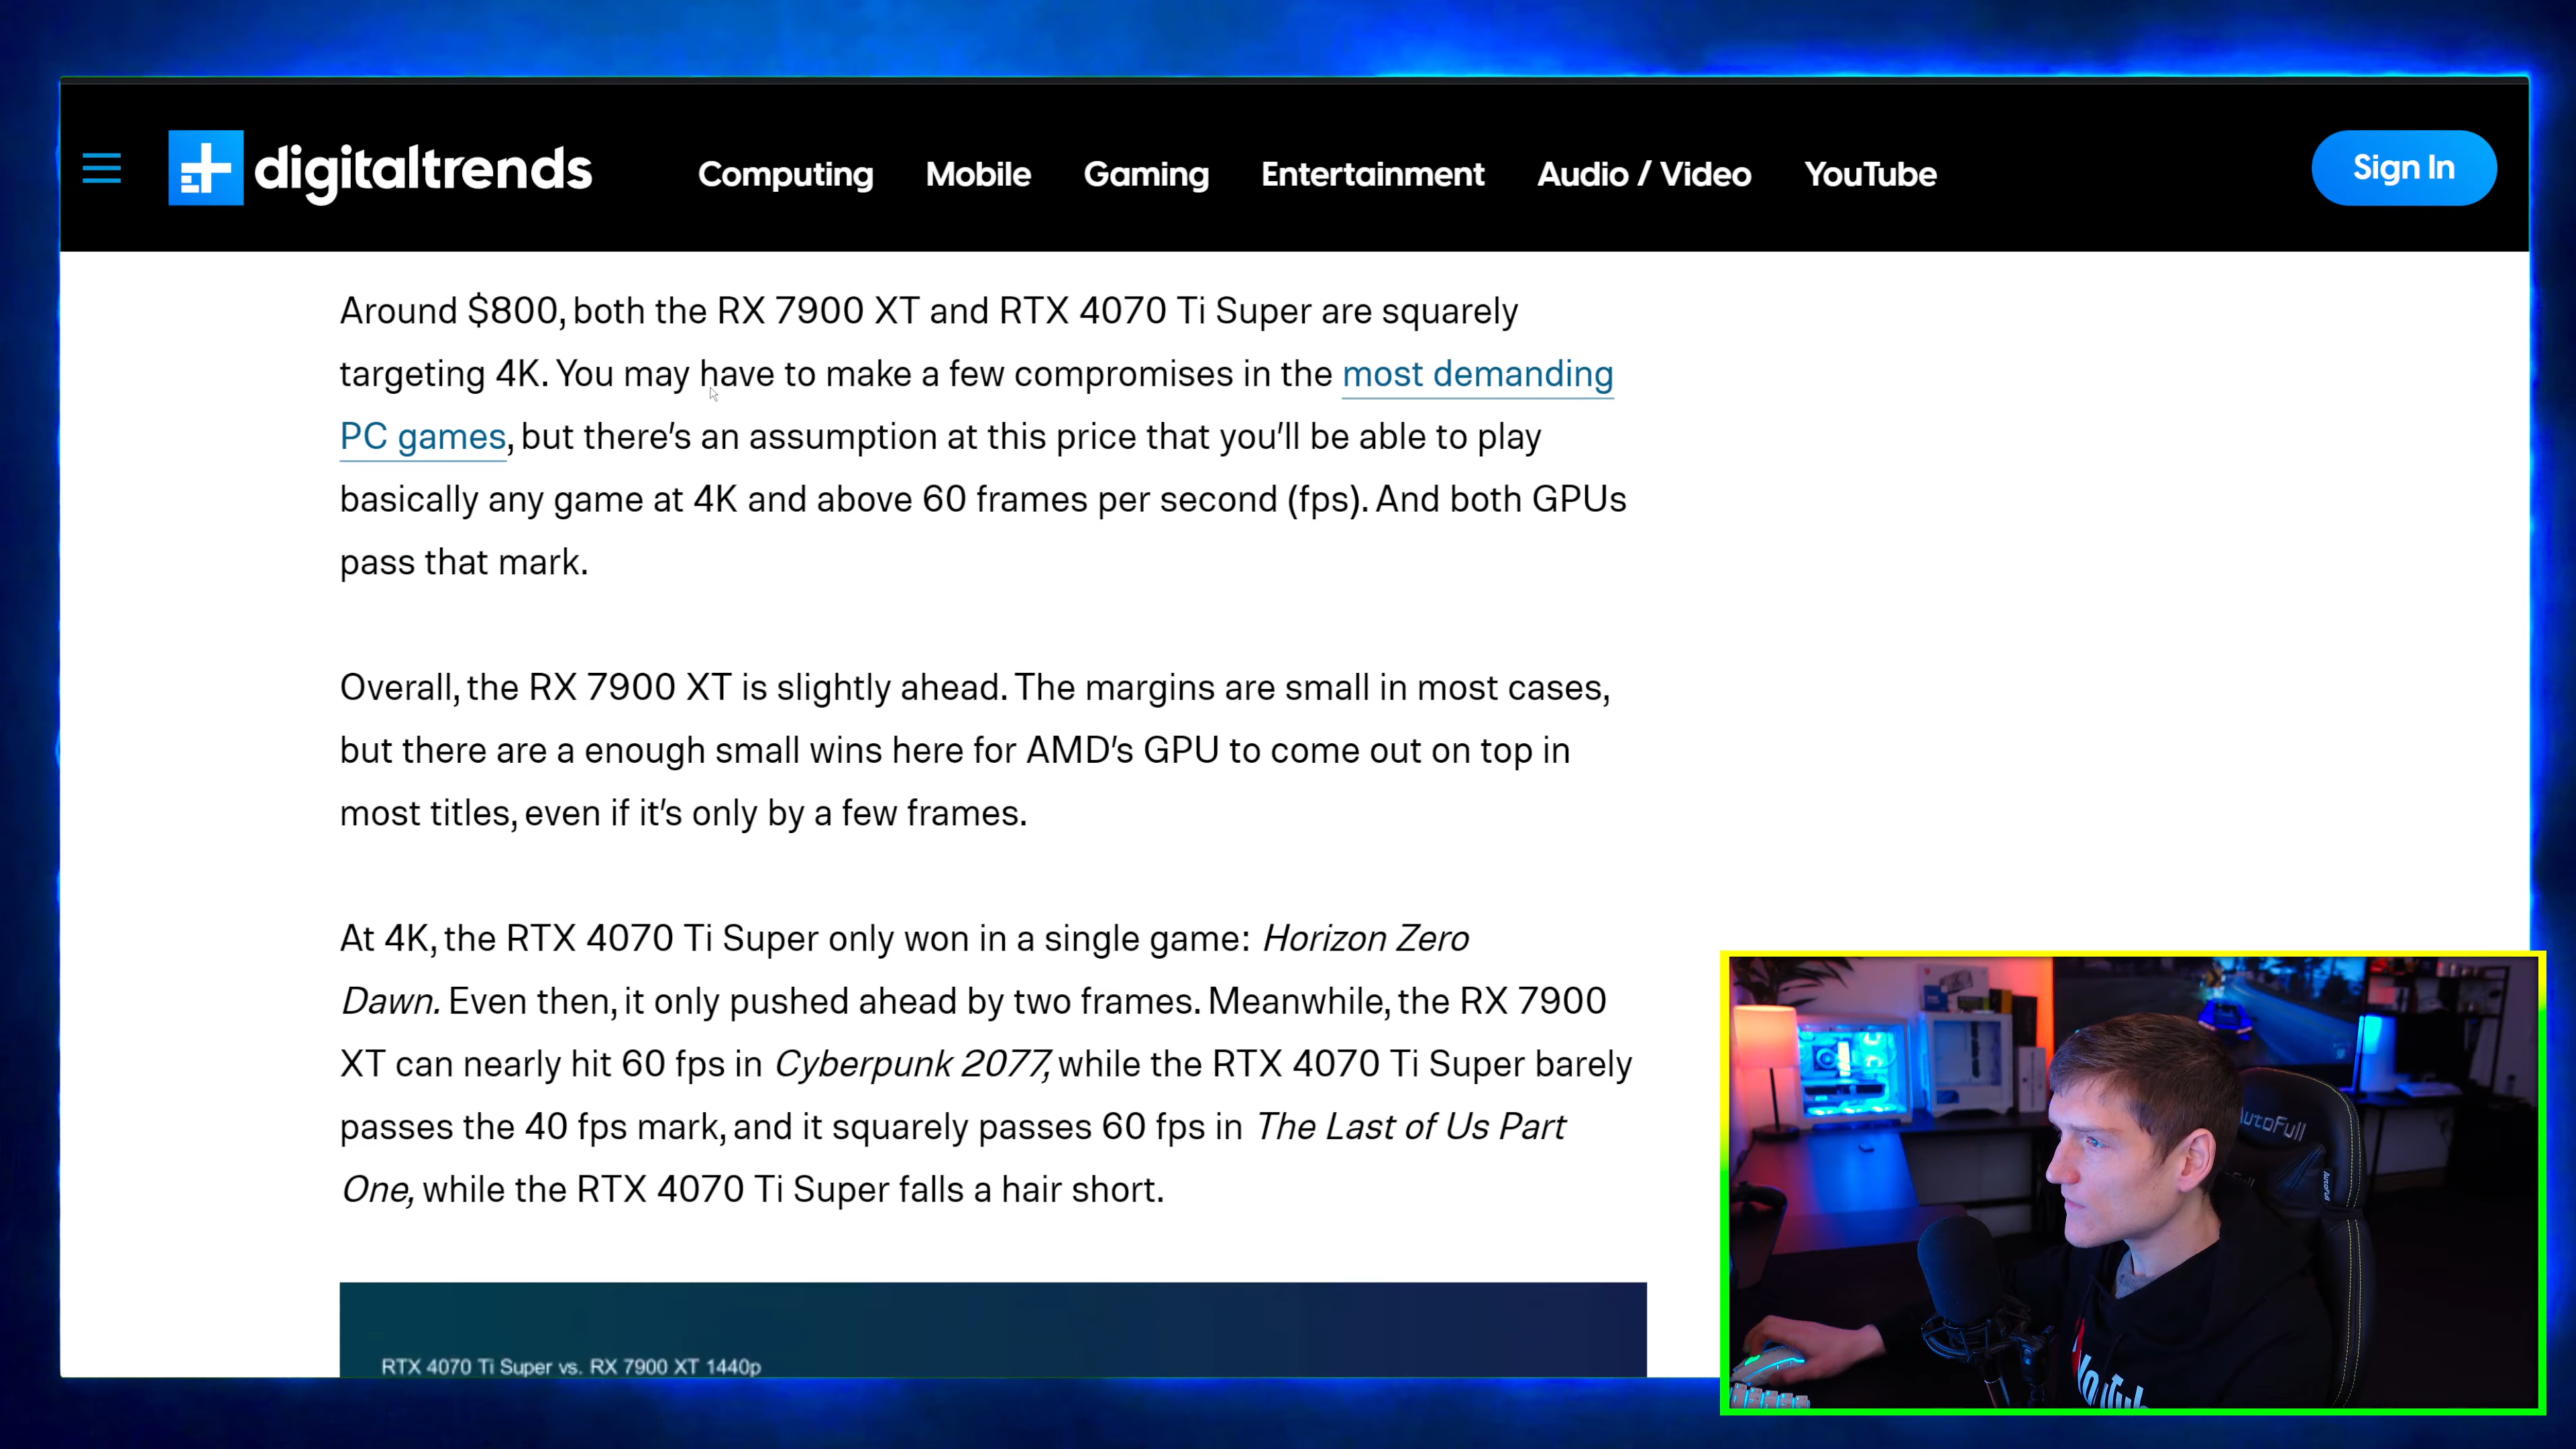 digitaltrends
Computing
Mobile
Gaming
Entertainment
Audio / Video
YouTube
Sign In
Around $800, both the RX 7900 XT and RTX 4070 Ti Super are squarely
targeting 4K. You may have to make a few compromises in the most demanding
PC games, but there's an assumption at this price that you'll be able to play
basically any game at 4K and above 60 frames per second (fps). And both GPUs
pass that mark.
Overall, the RX 7900 XT is slightly ahead. The margins are small in most cases,
but there are a enough small wins here for AMD's GPU to come out on top in
most titles, even if it's only by a few frames.
At 4K, the RTX 4070 Ti Super only won in a single game: Horizon Zero
Dawn. Even then, it only pushed ahead by two frames. Meanwhile, the RX 7900
XT can nearly hit 60 fps in Cyberpunk 2077, while the RTX 4070 Ti Super barely
passes the 40 fps mark, and it squarely passes 60 fps in The Last of Us Part
One, while the RTX 4070 Ti Super falls a hair short.
RTX 4070 Ti Super vs. RX 7900 XT 1440p
AutoFull